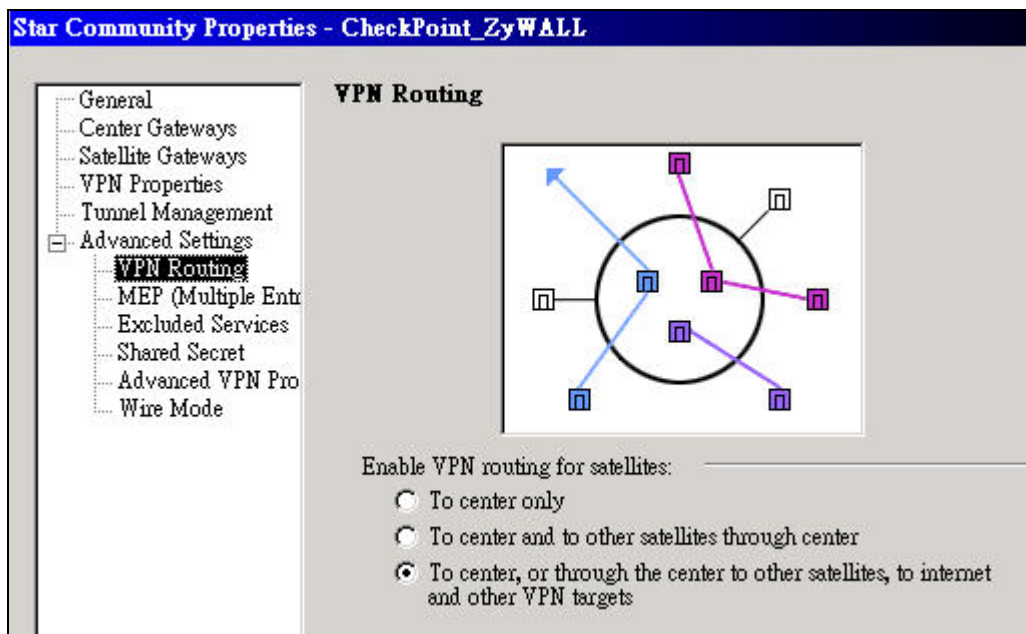 Star Community Properties - CheckPoint_ZyWALL
General
Center Gateways
Satellite Gateways
VPN Properties
Tunnel Management
Advanced Settings
VPN Routing
MEP (Multiple Entr
Excluded Services
Shared Secret
Advanced VPN Pro
Wire Mode
VPN Routing
Enable VPN routing for satellites:
To center only
To center and to other satellites through center
To center, or through the center to other satellites, to internet
and other VPN targets